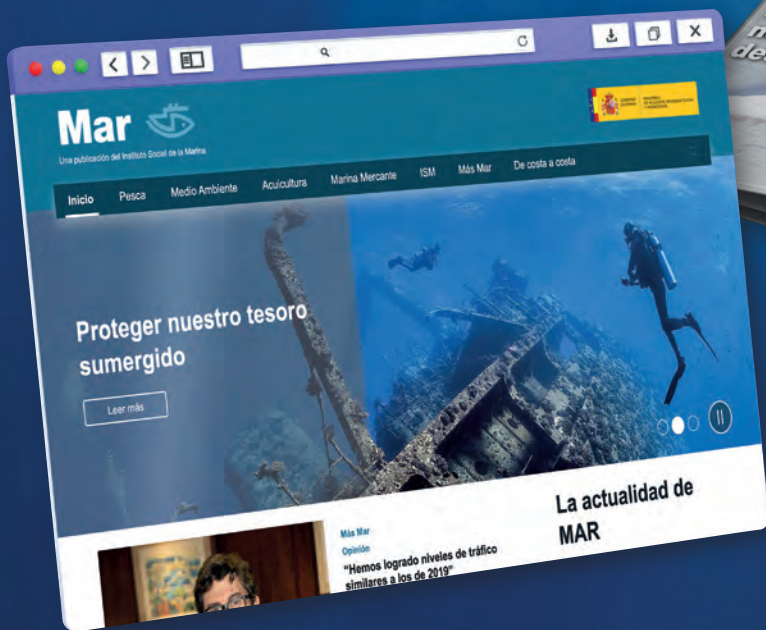 Mar
Una publicación del Instituto Social de la Marina
Inicio Pesca Medio Ambiente Acuicultura Marina Mercante ISM Más Mar De costa a costa
Proteger nuestro tesoro
sumergido
Leer más
Más Mar
Opinión
"Hemos logrado niveles de tráfico
similares a los de 2019"
La actualidad de
MAR